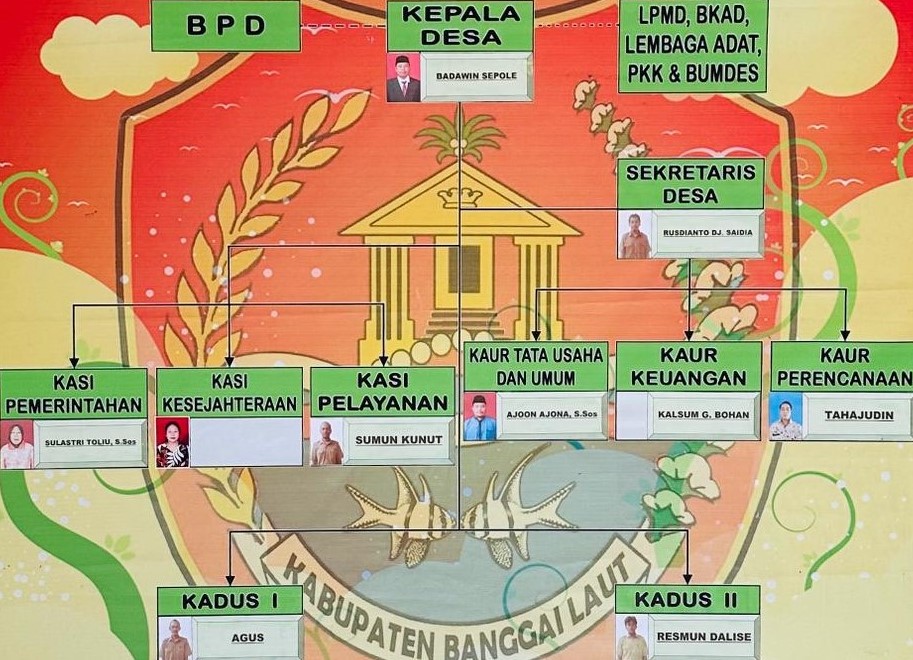 BPD
KEPALA
DESA
BADAWIN SEPOLE
LPMD, BKAD,
LEMBAGA ADAT,
PKK & BUMDES
SEKRETARIS
DESA
RUSDIANTO DJ. SAIDIA
KASI
PEMERINTAHAN
SULASTRI TOLIU, S.Sos
KASI
KESEJAHTERAAN
KASI
PELAYANAN
SUMUN KUNUT
KAUR TATA USAHA
DAN UMUM
AJOON AJONA, S.Sos
KAUR
KEUANGAN
KALSUM G. BOHAN
KAUR
PERENCANAAN
TAHAJUDIN
KADUS I
AGUS
KADUS II
RESMUN DALISE
KABUPATEN BANGGAI LAUT